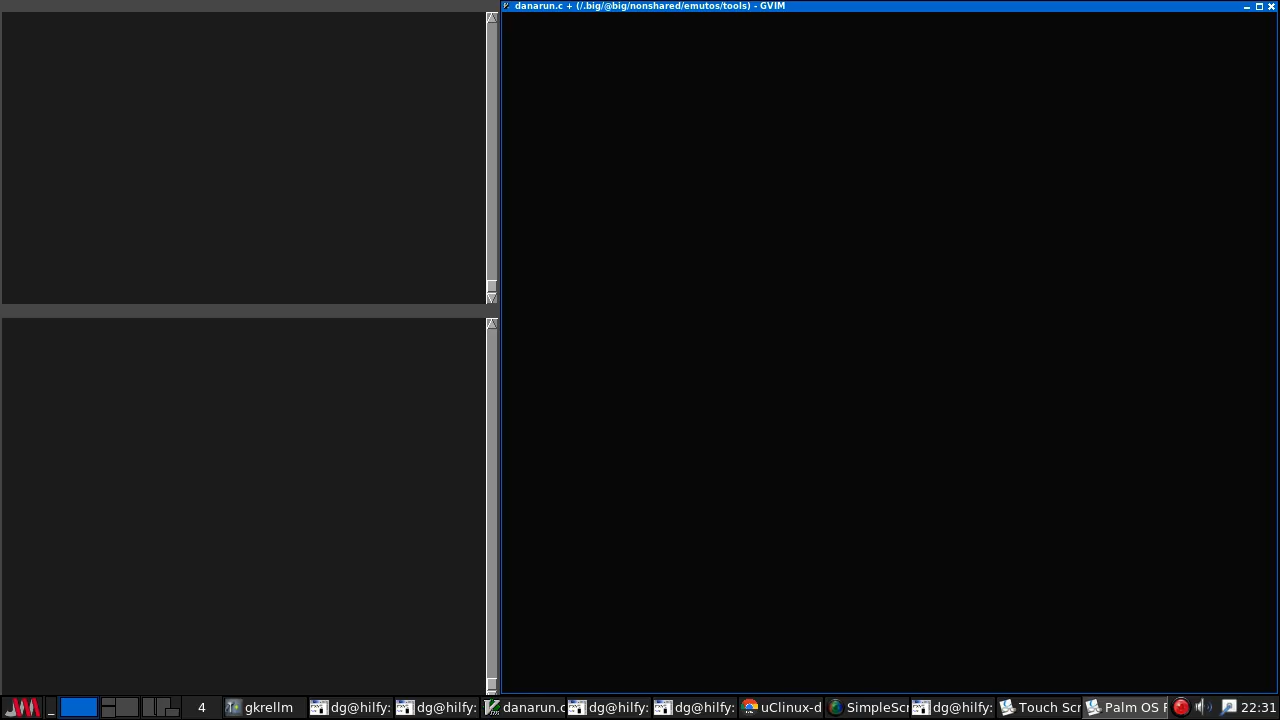 danarun.c + (/.big/@big/nonshared/emutos/tools) - GVIM
4
gkrellm
dg@hilfy:
dg@hilfy:
danarun.c
dg@hilfy:
dg@hilfy:
uClinux-d
SimpleScr
dg@hilfy:
Touch Scr
Palm OS F
22:31